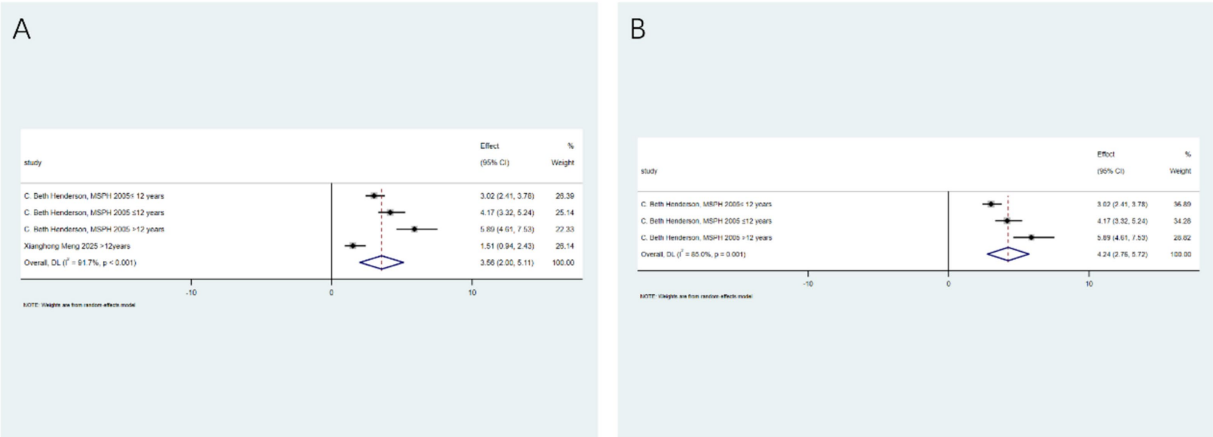 A
Effect %
study (95% CI) Weight
C. Beth Henderson, MSPH 2005≤ 12 years 3.02 (2.41, 3.78) 26.39
C. Beth Henderson, MSPH 2005 ≤12 years 4.17 (3.32, 5.24) 25.14
C. Beth Henderson, MSPH 2005 >12 years 5.89 (4.61, 7.53) 22.33
Xianghong Meng 2025 >12years 1.51 (0.94, 2.43) 26.14
Overall, DL (I² = 91.7%, p < 0.001) 3.56 (2.00, 5.11) 100.00
-10 0 10
NOTE: Weights are from random-effects model
B
Effect %
study (95% CI) Weight
C. Beth Henderson, MSPH 2005≤ 12 years 3.02 (2.41, 3.78) 36.89
C. Beth Henderson, MSPH 2005 ≤12 years 4.17 (3.32, 5.24) 34.28
C. Beth Henderson, MSPH 2005 >12 years 5.89 (4.61, 7.53) 28.82
Overall, DL (I² = 85.0%, p = 0.001) 4.24 (2.76, 5.72) 100.00
-10 0 10
NOTE: Weights are from random-effects model